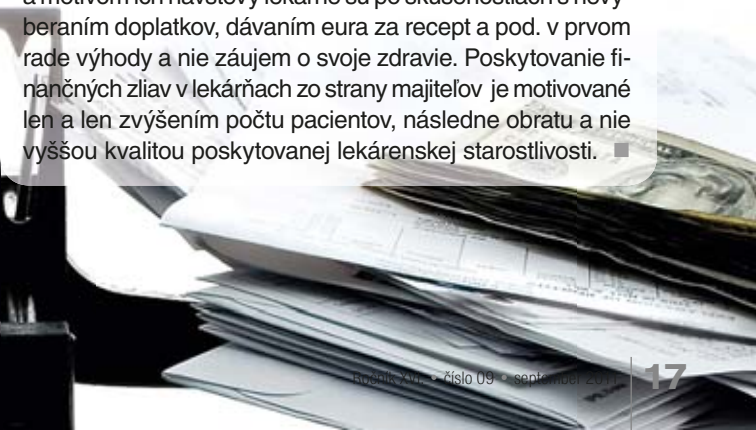 a motívom ich návštevy lekárne sú po skúsenostiach s nevy-
beraním doplatkov, dávaním eura za recept a pod. v prvom
rade výhody a nie záujem o svoje zdravie. Poskytovanie fi-
nančných zliav v lekárňach zo strany majiteľov je motivované
len a len zvýšením počtu pacientov, následne obratu a nie
vyššou kvalitou poskytovanej lekárenskej starostlivosti. ■
číslo 09 • september 17